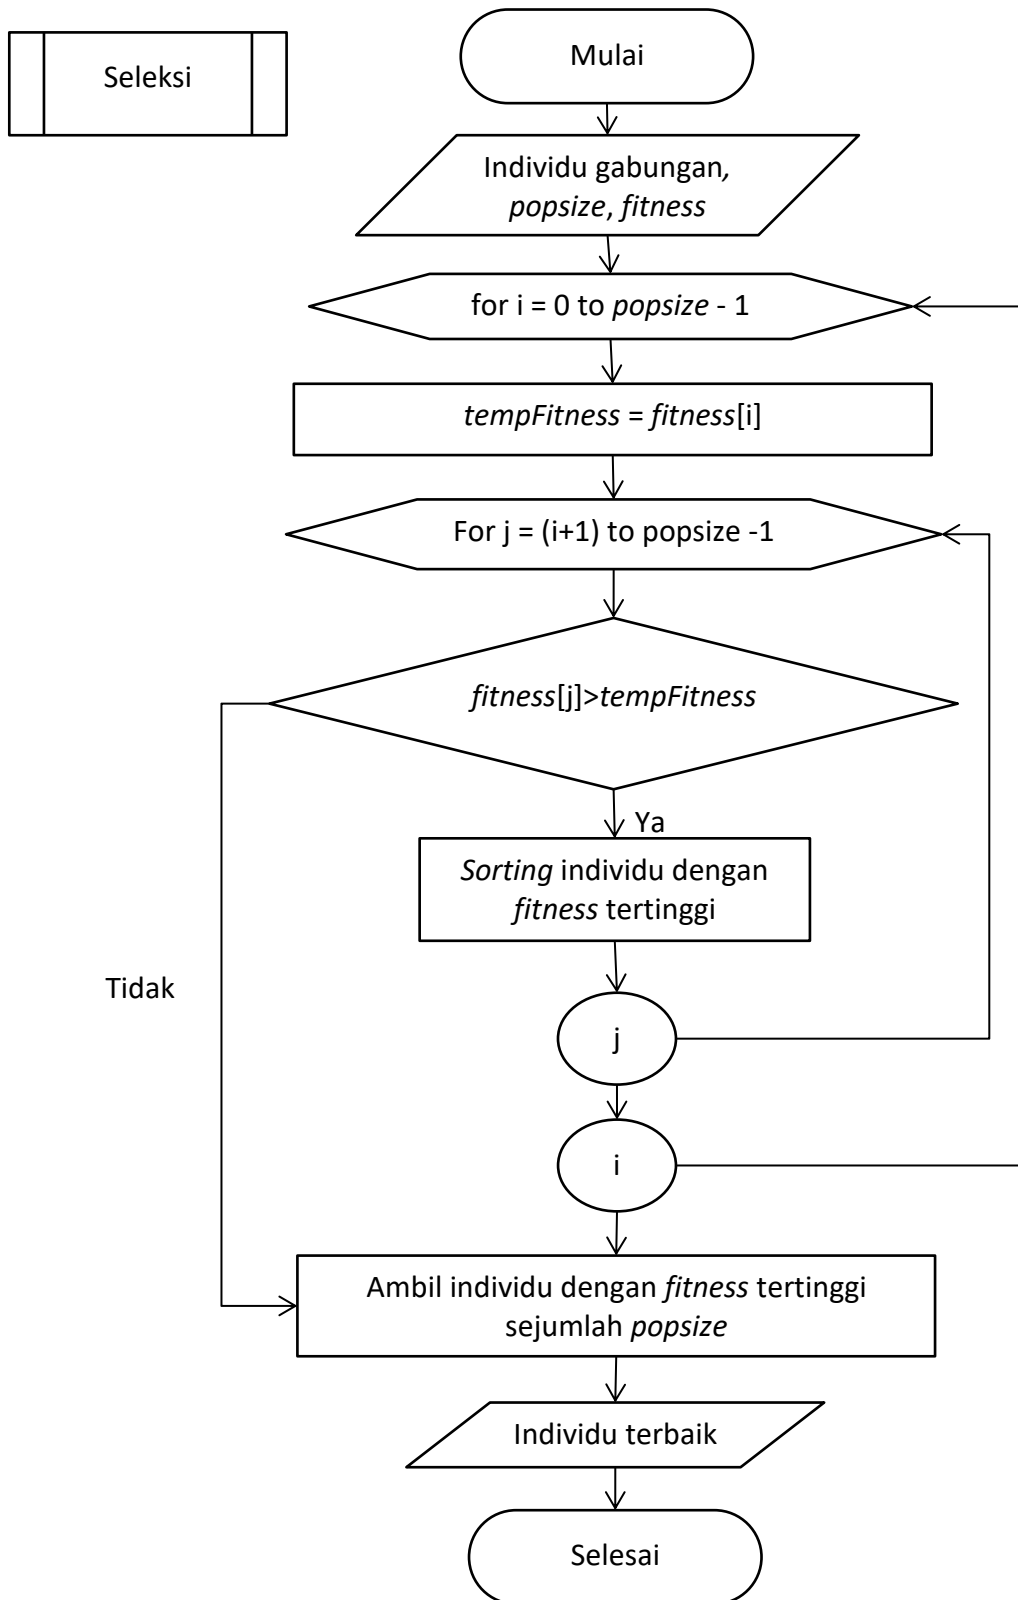 Seleksi
Mulai
Individu gabungan,
popsize, fitness
for i = 0 to popsize - 1
tempFitness = fitness[i]
For j = (i+1) to popsize -1
fitness[j]>tempFitness
Ya
Sorting individu dengan
fitness tertinggi
Tidak
j
i
Ambil individu dengan fitness tertinggi
sejumlah popsize
Individu terbaik
Selesai